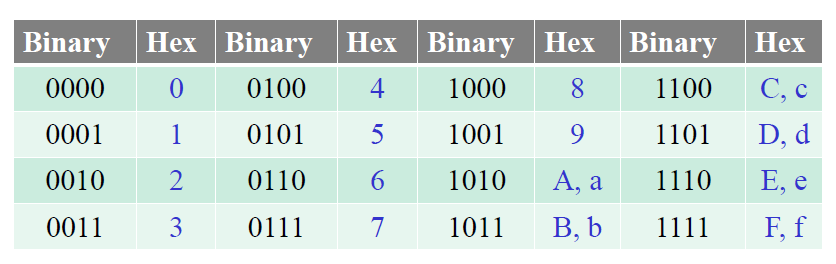 Binary Hex Binary Hex Binary Hex Binary Hex
0000 0 0100 4 1000 8 1100 C, c
0001 1 0101 5 1001 9 1101 D, d
0010 2 0110 6 1010 A, a 1110 E, e
0011 3 0111 7 1011 B, b 1111 F, f